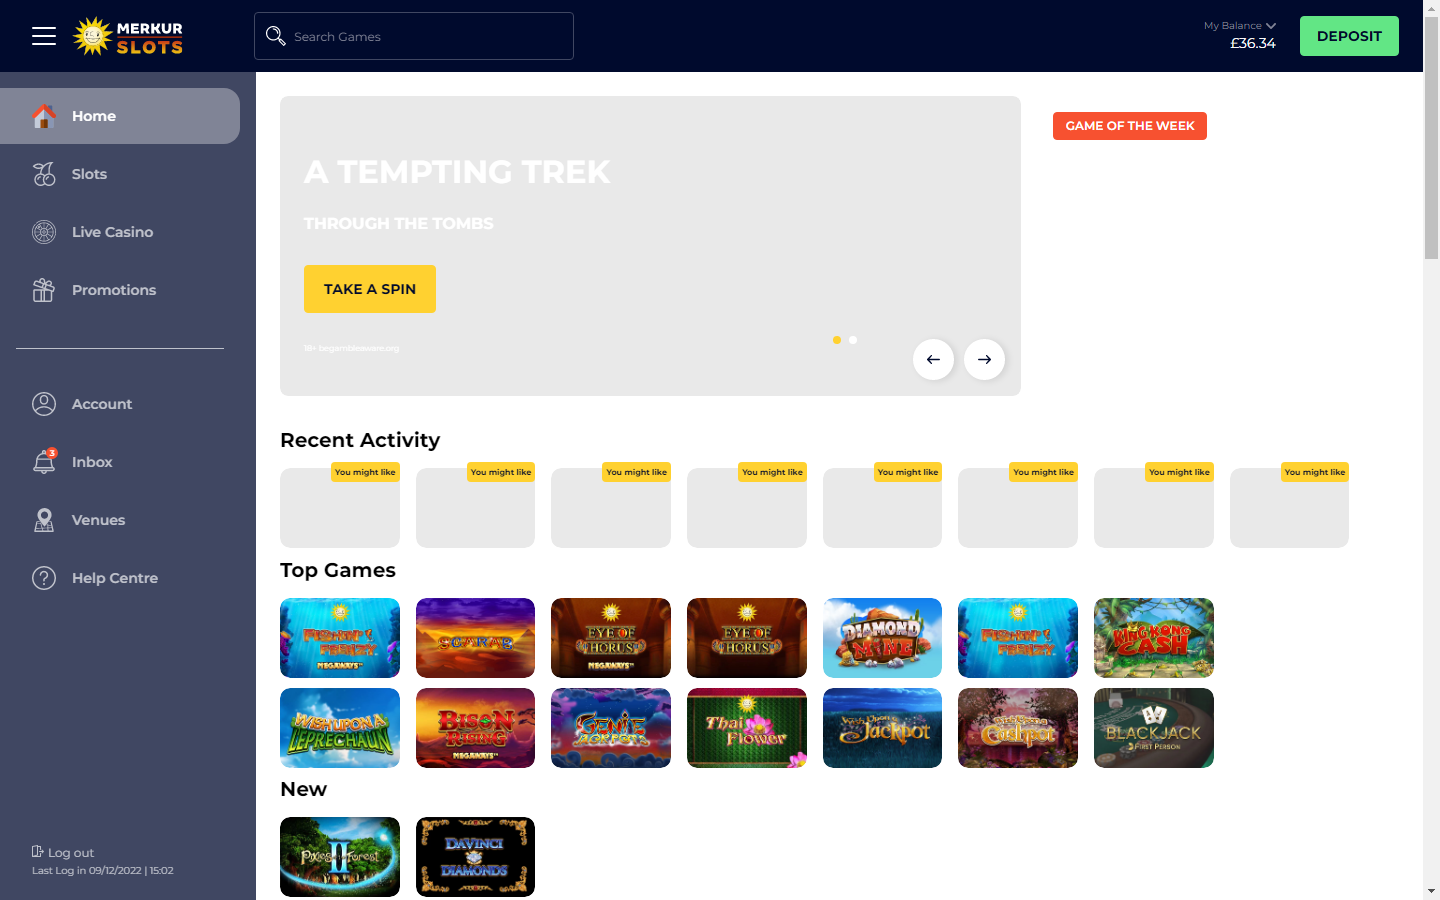 MERKUR
SLOTS
Search Games
My Balance
£36.34
DEPOSIT
Home
Slots
Live Casino
Promotions
Account
3
Inbox
Venues
Help Centre
Log out
Last Log in 09/12/2022 | 15:02
A TEMPTING TREK
THROUGH THE TOMBS
TAKE A SPIN
18+ begambleaware.org
GAME OF THE WEEK
Recent Activity
You might like
You might like
You might like
You might like
You might like
You might like
You might like
You might like
Top Games
FISHIN' FRENZY MEGAWAYS™
SCARAB
EYE OF HORUS MEGAWAYS™
EYE OF HORUS
DIAMOND MINE
FISHIN' FRENZY
KING KONG CASH
WISH UPON A LEPRECHAUN
BISON RISING MEGAWAYS™
GENIE JACKPOTS
Thai Flower
Wish Upon a Jackpot
Cashpot
BLACKJACK
FIRST PERSON
New
Pixies of the Forest II
DAVINCI DIAMONDS